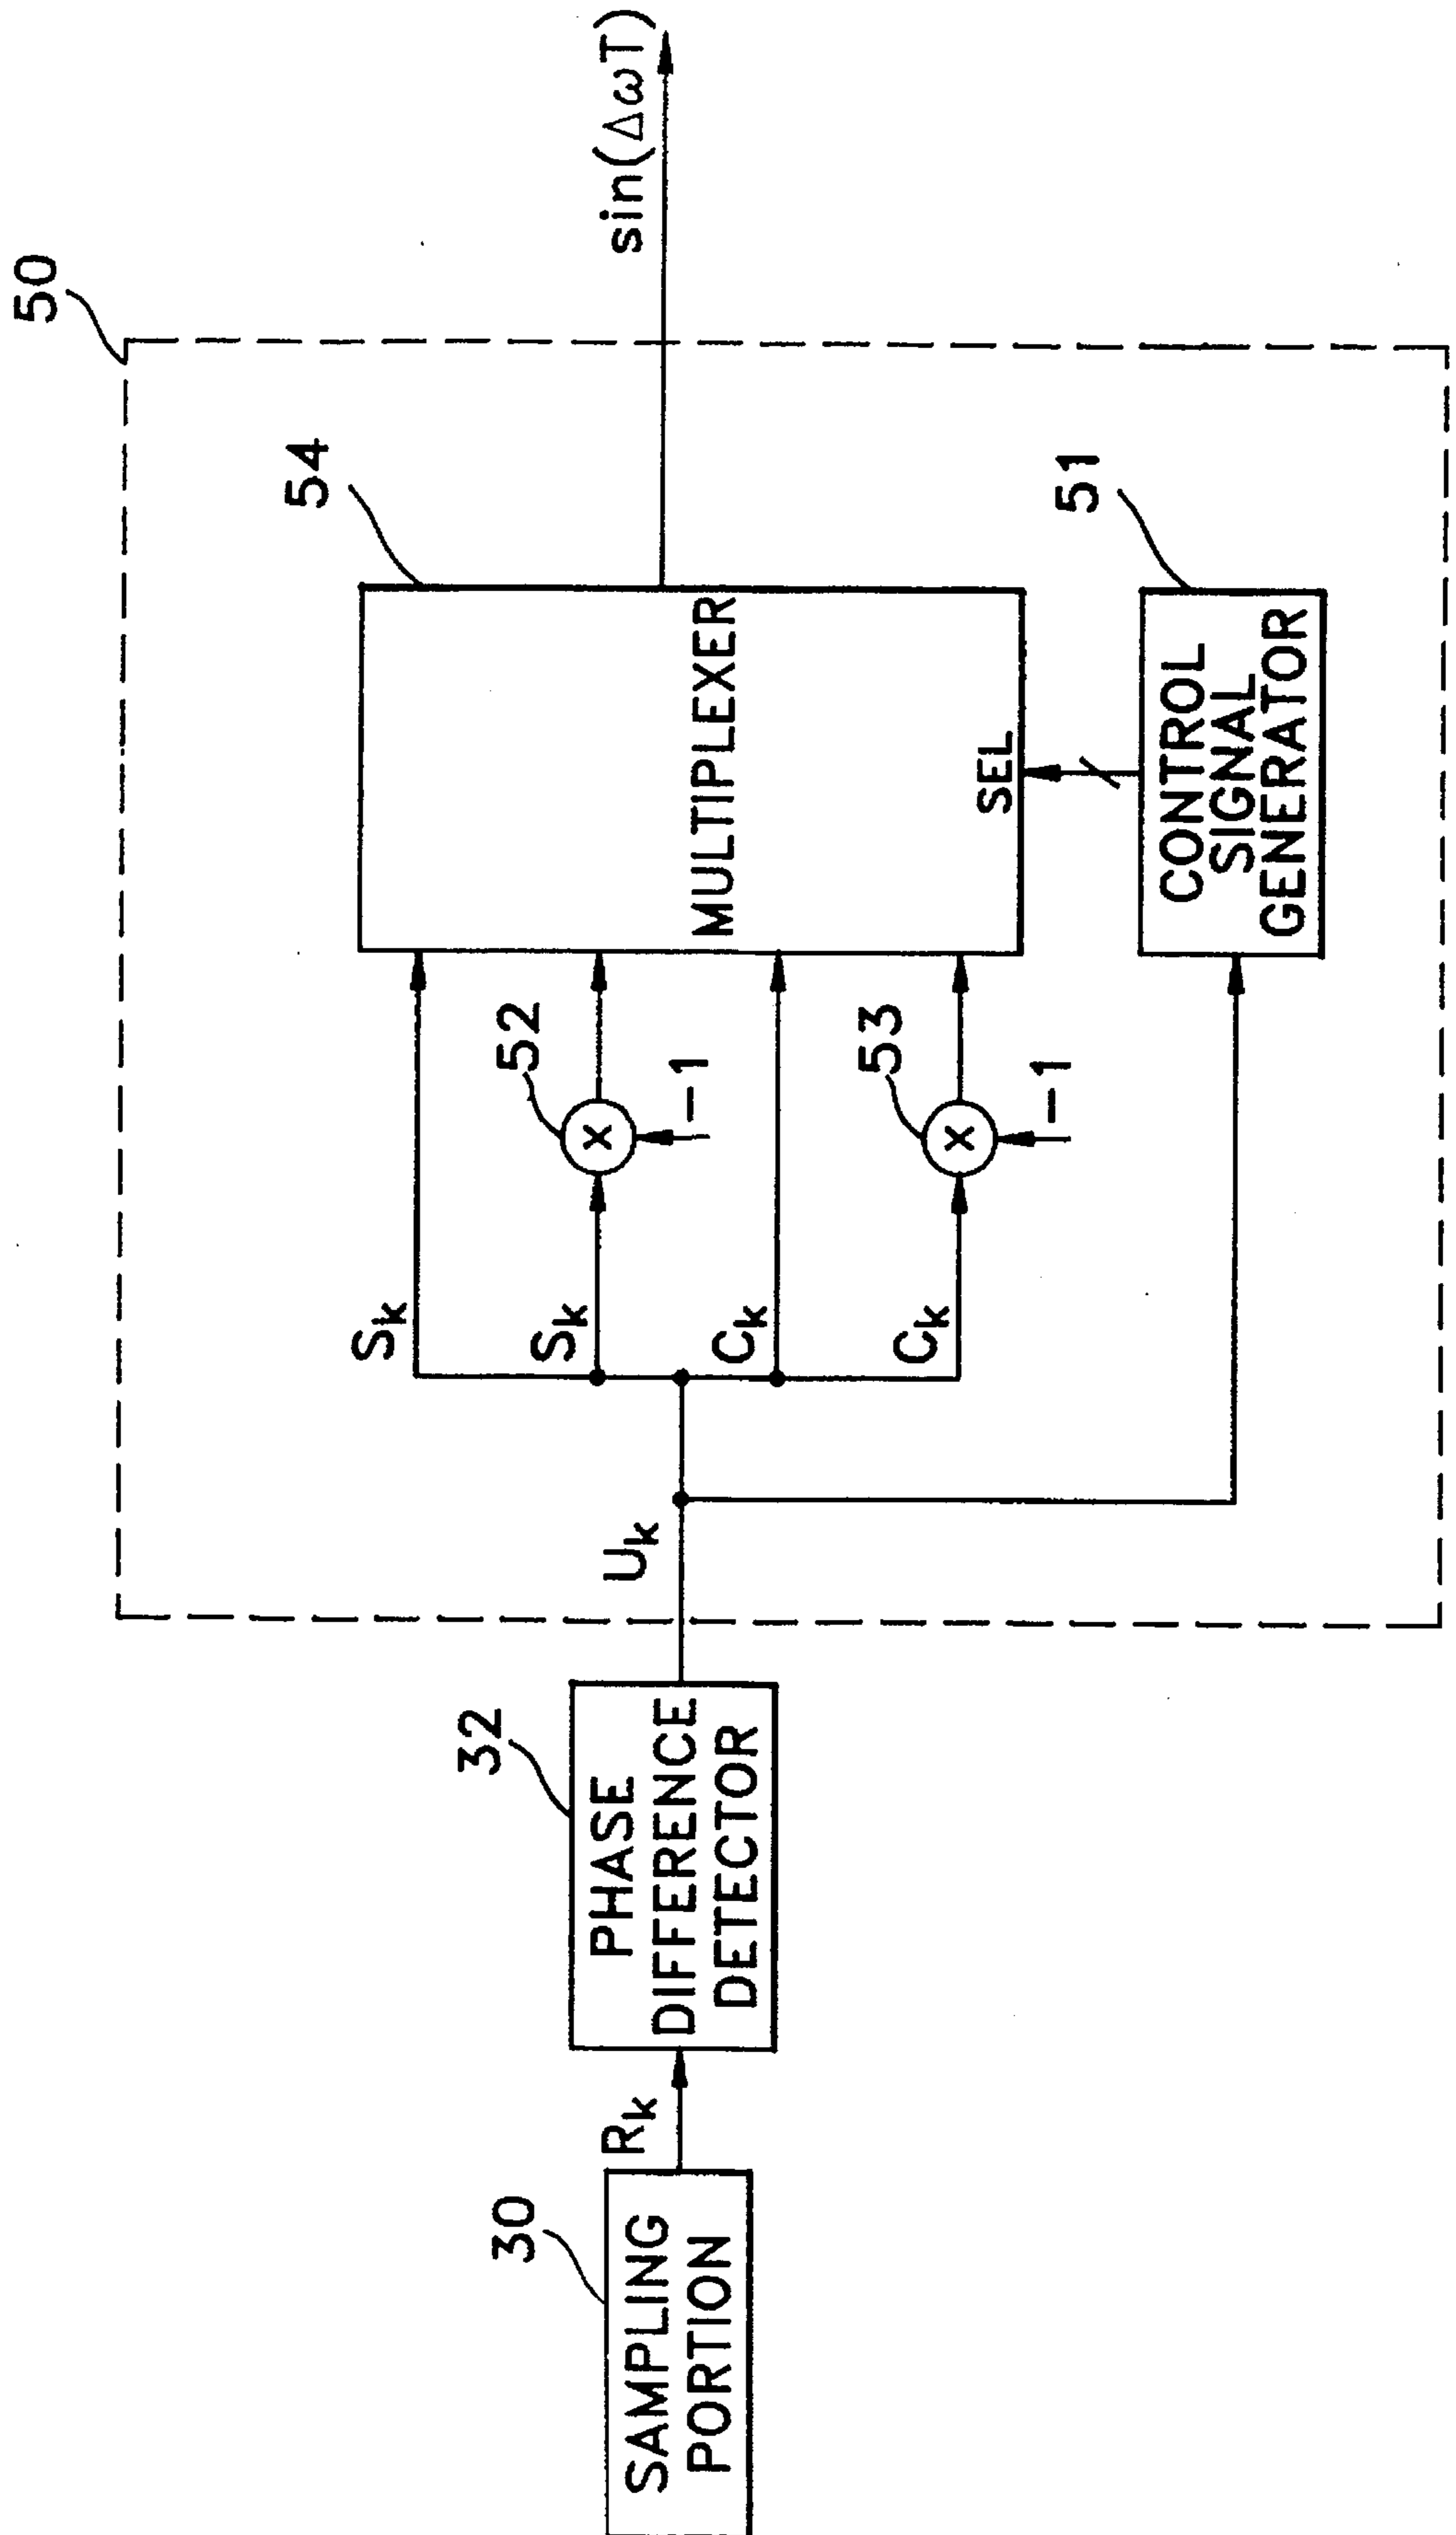 30
SAMPLING
PORTION
Rk
32
PHASE
DIFFERENCE
DETECTOR
50
Uk
Sk
Sk
Ck
Ck
52
X
-1
53
X
-1
54
MULTIPLEXER
SEL
51
CONTROL
SIGNAL
GENERATOR
sin(ΔωT)